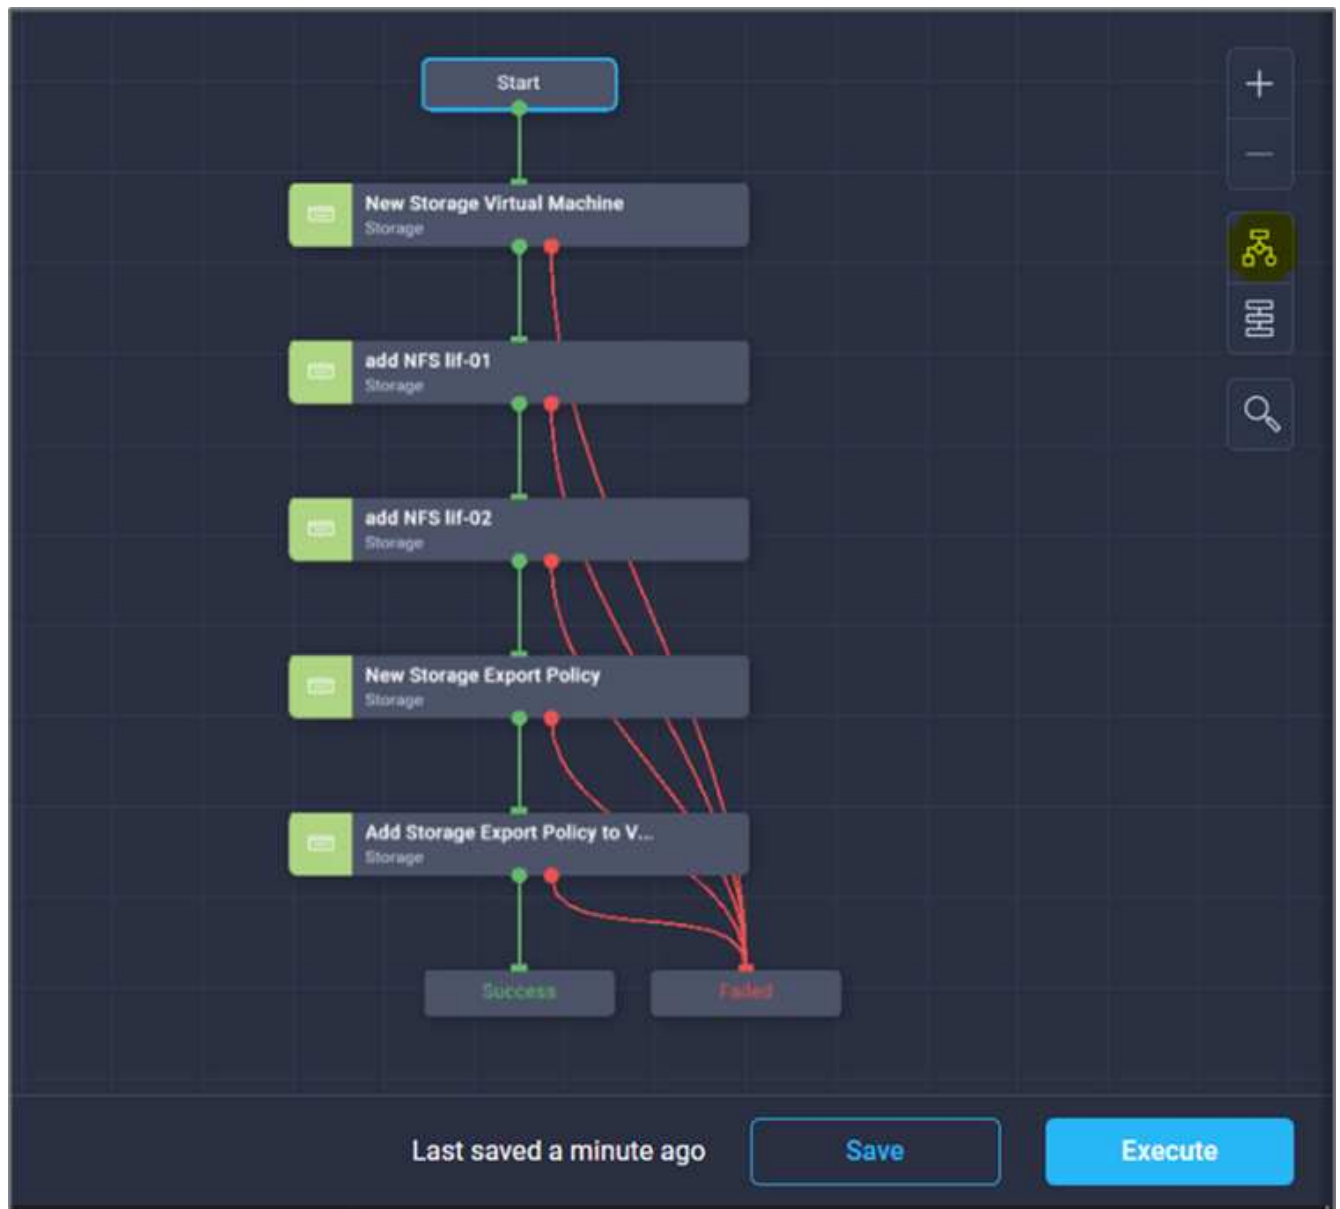 Start
New Storage Virtual Machine
Storage
add NFS lif-01
Storage
add NFS lif-02
Storage
New Storage Export Policy
Storage
Add Storage Export Policy to V...
Storage
Success
Failed
Last saved a minute ago
Save
Execute